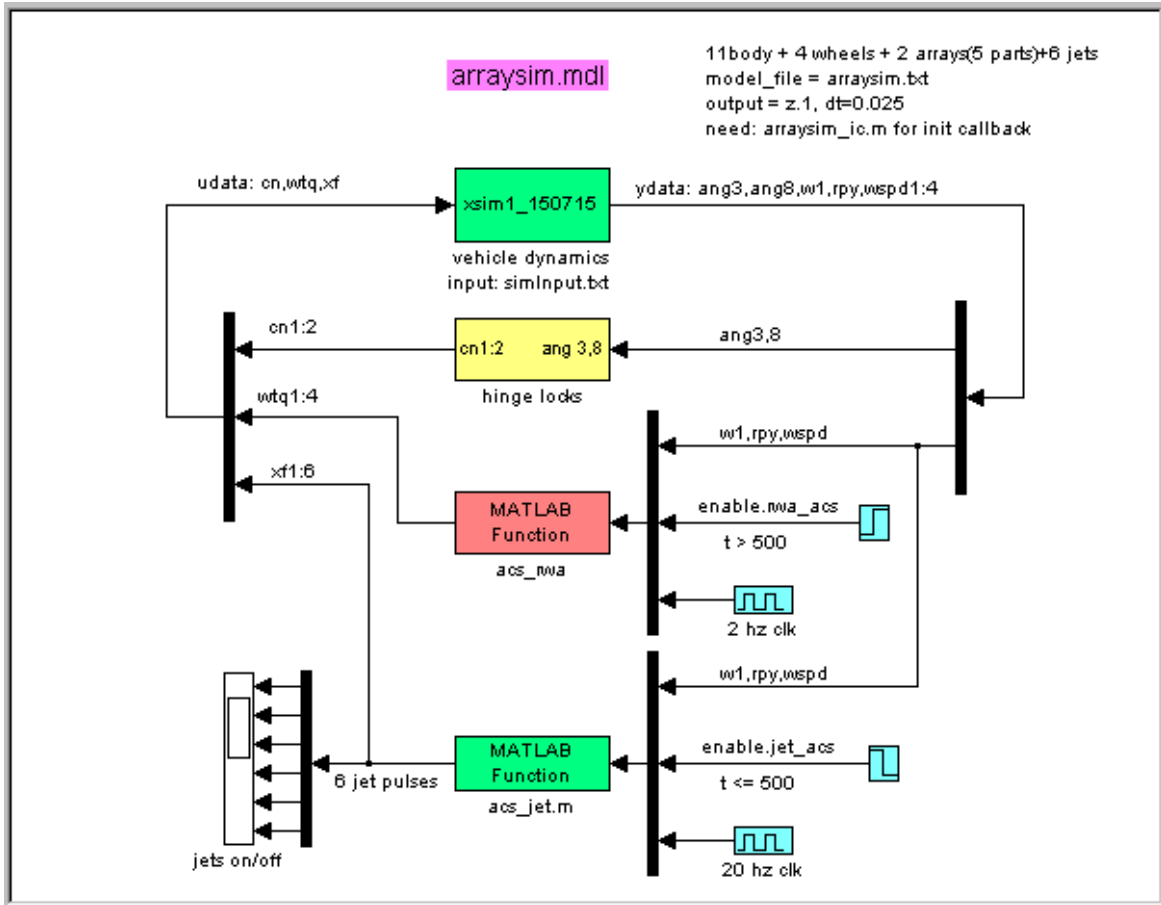 arraysim.mdl
11body + 4 wheels + 2 arrays(5 parts)+6 jets
model_file = arraysim.txt
output = z.1, dt=0.025
need: arraysim_ic.m for init callback
udata: cn,wtq,xf
xsim1_150715
ydata: ang3,ang8,w1,rpy,wspd1:4
vehicle dynamics
input: simInput.txt
cn1:2
cn1:2 ang 3,8
ang3,8
hinge locks
wtq1:4
w1,rpy,wspd
xf1:6
MATLAB
Function
acs_rwa
enable.rwa_acs
t > 500
2 hz clk
w1,rpy,wspd
MATLAB
Function
acs_jet.m
enable.jet_acs
t <= 500
6 jet pulses
jets on/off
20 hz clk